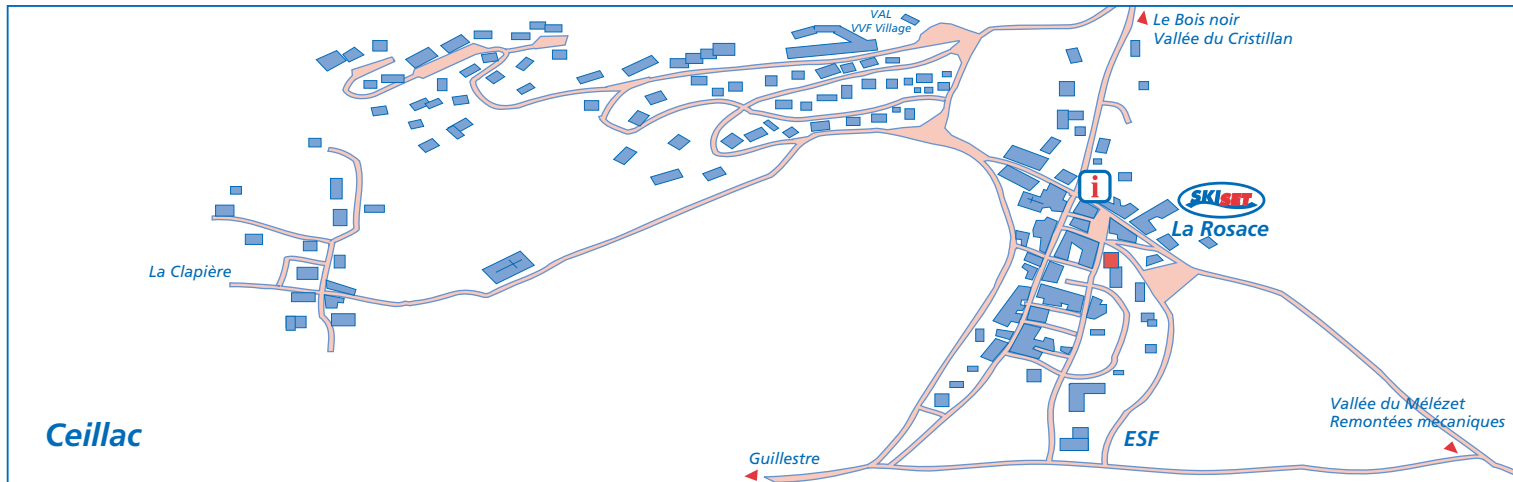 VAL
VVF Village
Le Bois noir
Vallée du Cristillan
i
SKISET
La Rosace
La Clapière
Ceillac
Guillestre
ESF
Vallée du Mélézet
Remontées mécaniques